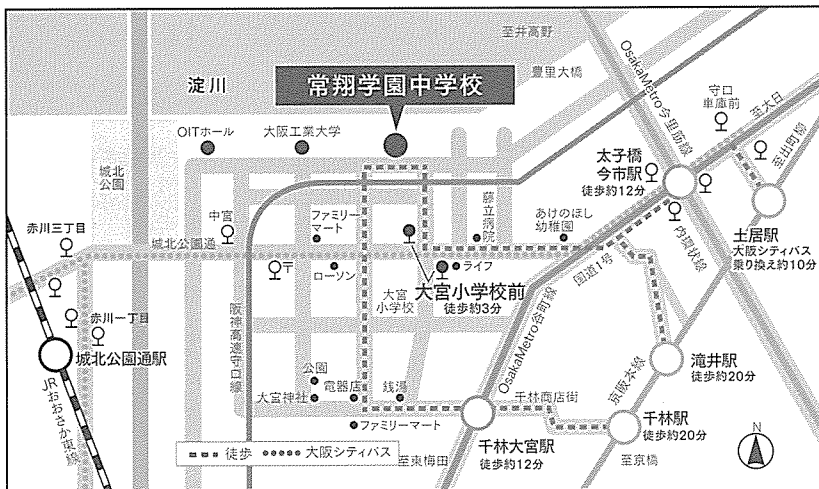 至井高野
淀川
豊里大橋
常翔学園中学校
OsakaMetro今里筋線
守口
車庫前
至大日
至出町柳
OITホール
大阪工業大学
城北
公園
太子橋
今市駅
徒歩約12分
藤立病院
あけのほし
幼稚園
中宮
ファミリー
マート
赤川三丁目
城北公園通
土居駅
大阪シティバス
乗り換え約10分
内環状線
国道1号
〒
ローソン
ライフ
大宮
小学校
大宮小学校前
徒歩約3分
赤川一丁目
阪神高速守口線
OsakaMetro谷町線
城北公園通駅
滝井駅
徒歩約20分
京阪本線
JRおおさか東線
公園
電器店
銭湯
大宮神社
千林商店街
千林駅
徒歩約20分
ファミリーマート
千林大宮駅
徒歩約12分
徒歩
大阪シティバス
至東梅田
至京橋
N